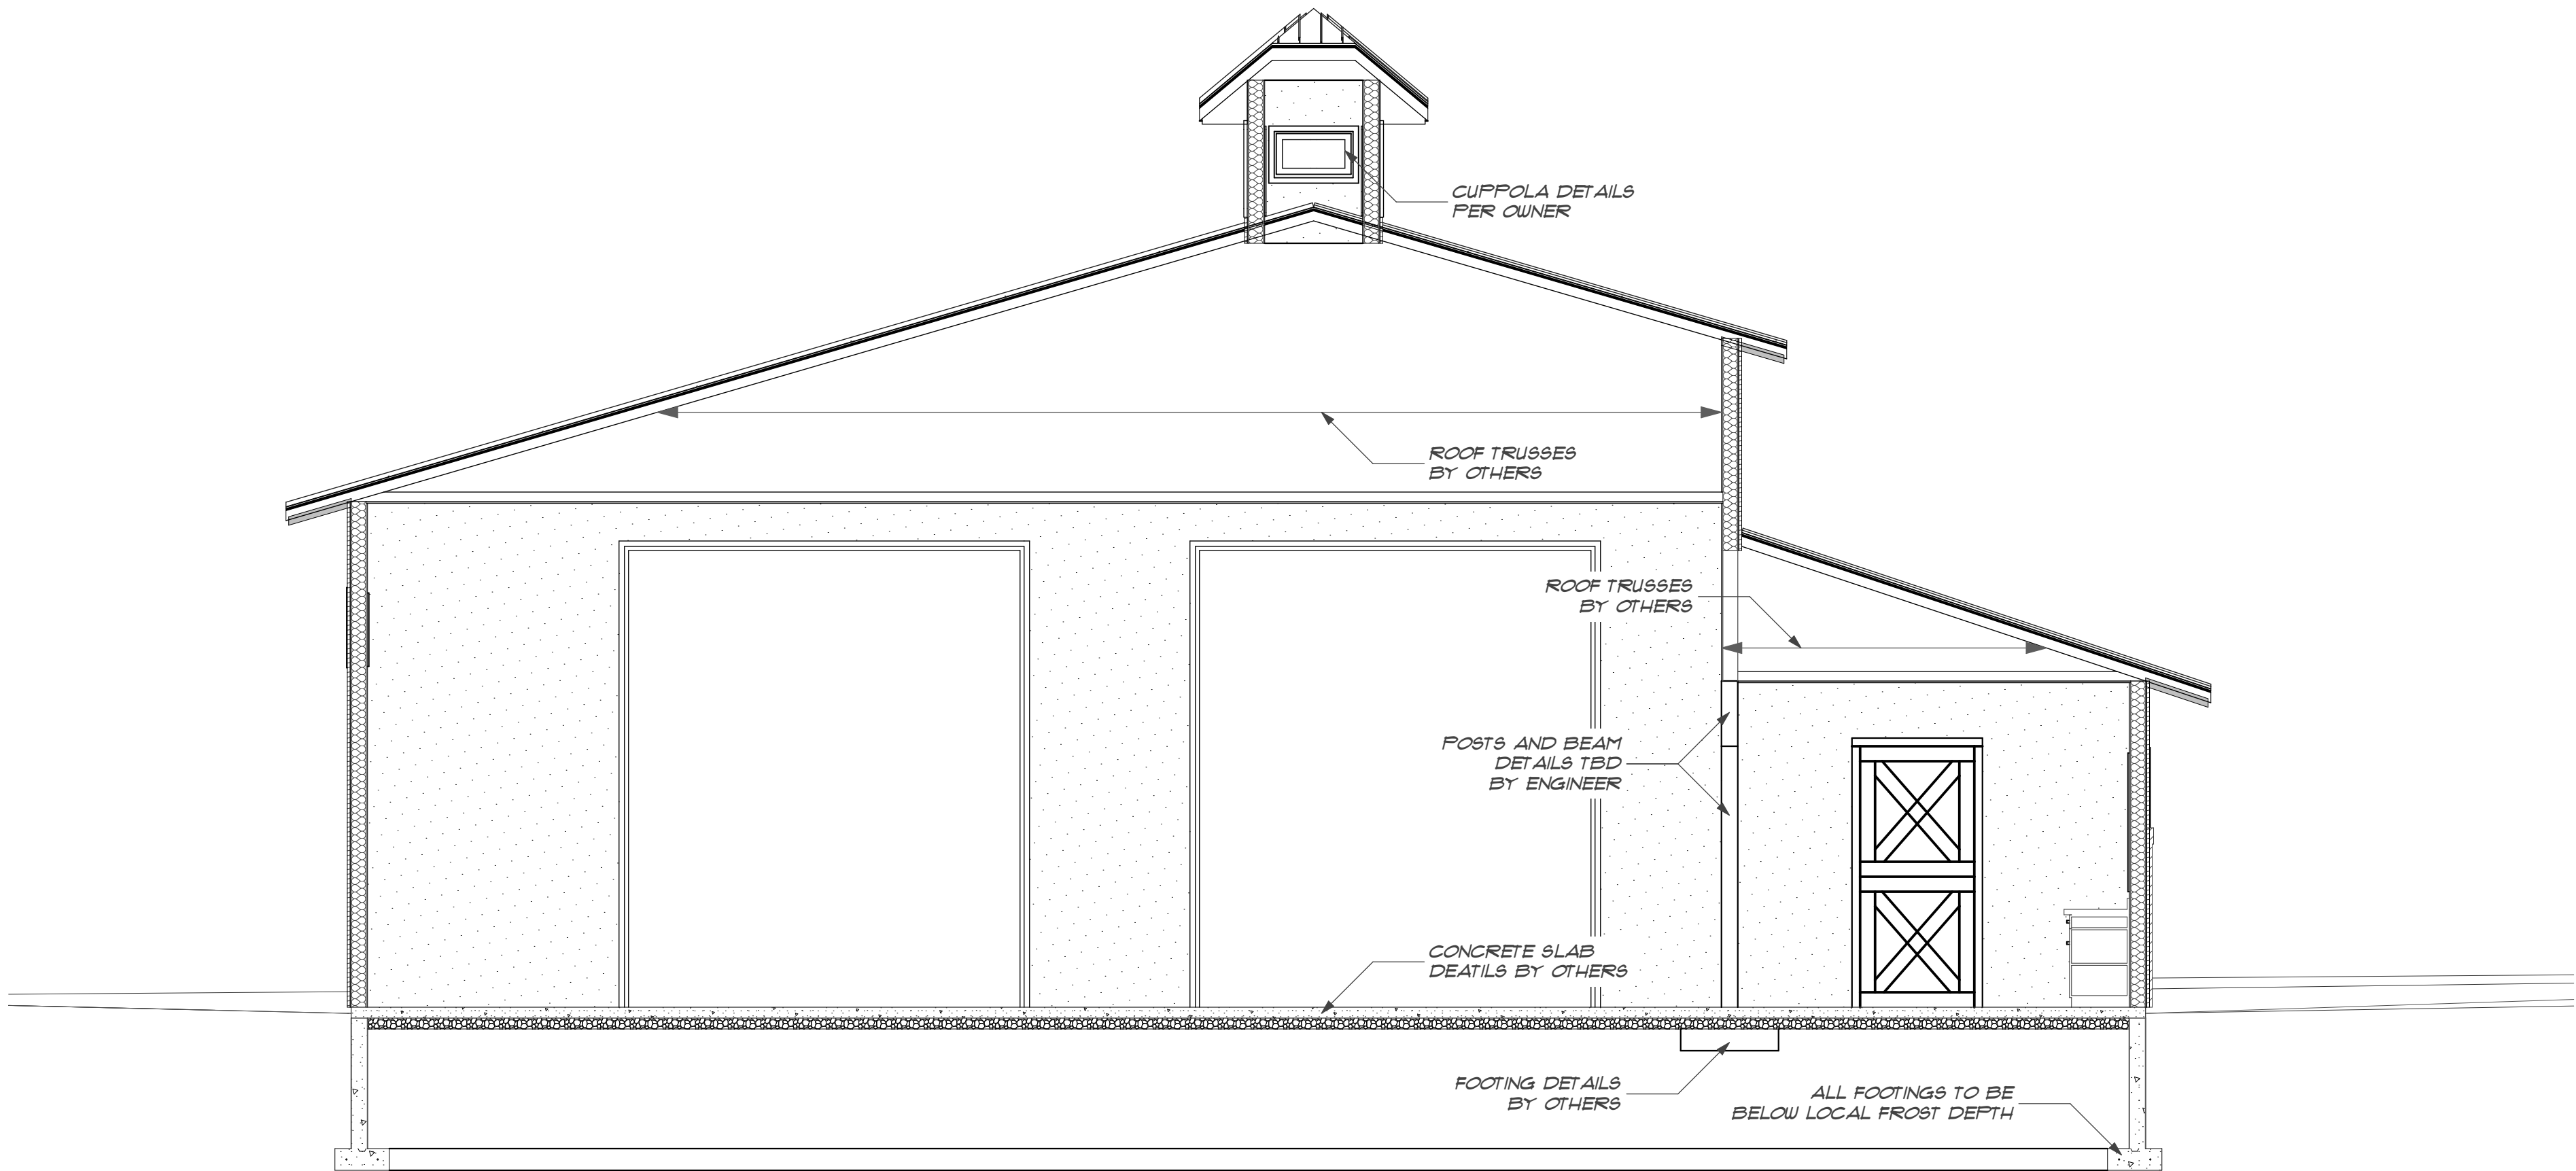 CUPPOLA DETAILS
PER OWNER
ROOF TRUSSES
BY OTHERS
ROOF TRUSSES
BY OTHERS
POSTS AND BEAM
DETAILS TBD
BY ENGINEER
CONCRETE SLAB
DEATILS BY OTHERS
FOOTING DETAILS
BY OTHERS
ALL FOOTINGS TO BE
BELOW LOCAL FROST DEPTH